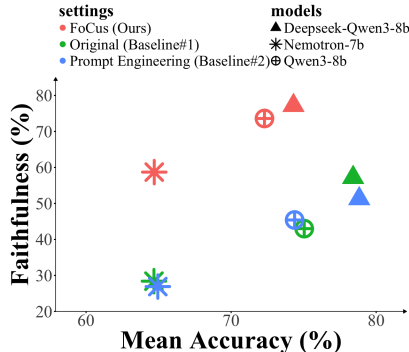 settings
FoCus (Ours)
Original (Baseline#1)
Prompt Engineering (Baseline#2)
models
Deepseek-Qwen3-8b
Nemotron-7b
Qwen3-8b
Faithfulness (%)
80
70
60
50
40
30
20
60
70
80
Mean Accuracy (%)